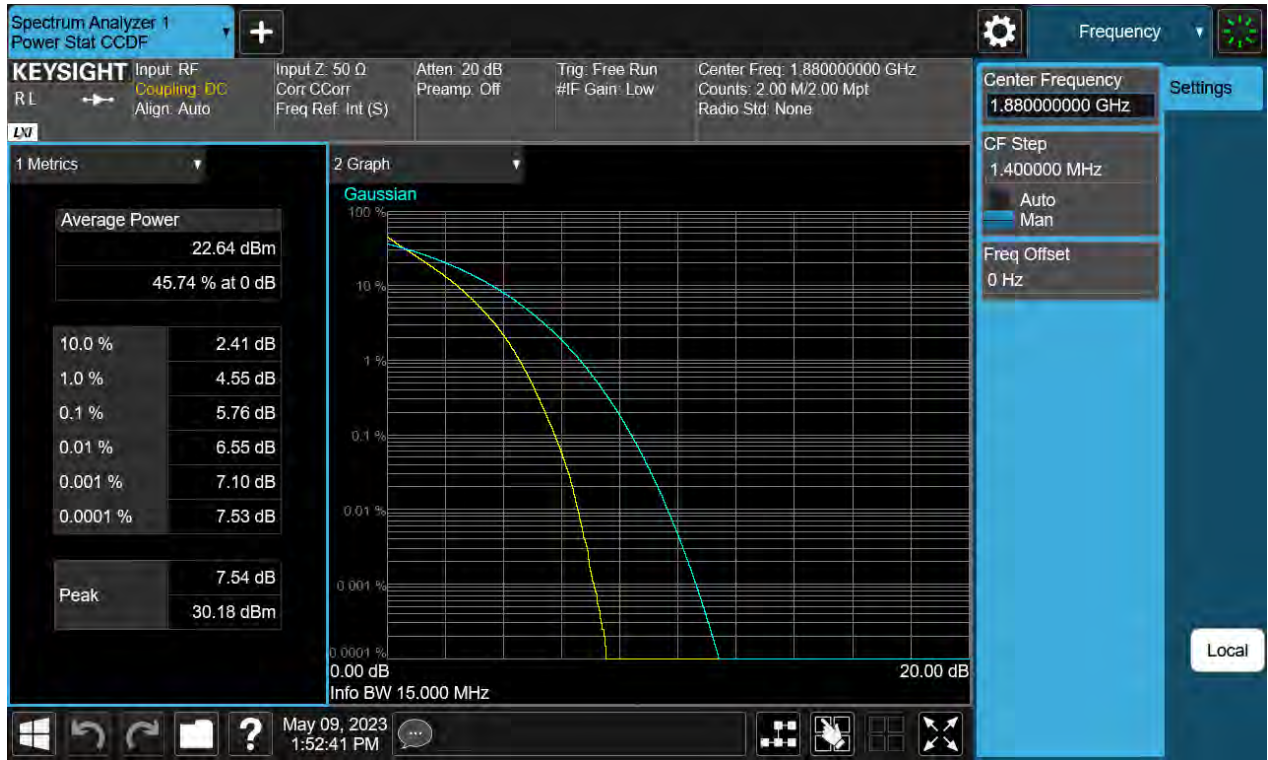 Spectrum Analyzer 1
Power Stat CCDF
+
Frequency
KEYSIGHT
RL
LXI
Input: RF
Coupling: DC
Align: Auto
Input Z: 50 Ω
Corr CCorr
Freq Ref: Int (S)
Atten: 20 dB
Preamp: Off
Trig: Free Run
#IF Gain: Low
Center Freq: 1.880000000 GHz
Counts: 2.00 M/2.00 Mpt
Radio Std: None
Center Frequency
1.880000000 GHz
Settings
CF Step
1.400000 MHz
Auto
Man
Freq Offset
0 Hz
1 Metrics
Average Power
22.64 dBm
45.74 % at 0 dB
10.0 % 2.41 dB
1.0 % 4.55 dB
0.1 % 5.76 dB
0.01 % 6.55 dB
0.001 % 7.10 dB
0.0001 % 7.53 dB
Peak
7.54 dB
30.18 dBm
2 Graph
Gaussian
100 %
10 %
1 %
0.1 %
0.01 %
0.001 %
0.0001 %
0.00 dB 20.00 dB
Info BW 15.000 MHz
Local
?
May 09, 2023
1:52:41 PM